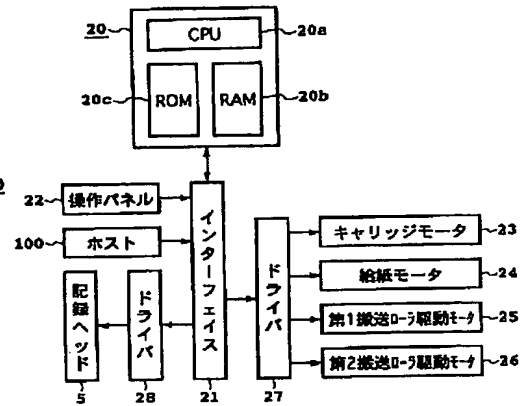 20
CPU
20a
20c
ROM
RAM
20b
22
操作パネル
100
ホスト
インターフェイス
21
記録ヘッド
5
ドライバ
28
ドライバ
27
キャリッジモータ
23
給紙モータ
24
第1搬送ローラ駆動モータ
25
第2搬送ローラ駆動モータ
26